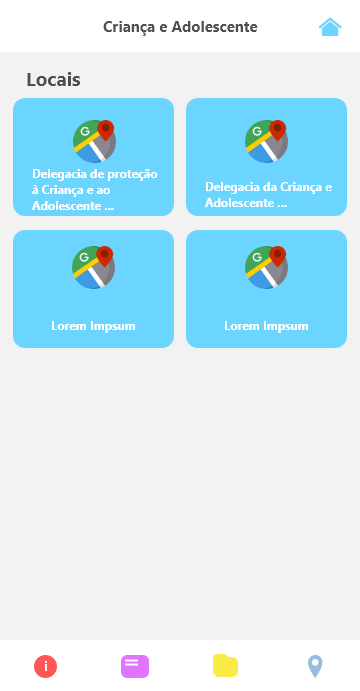 Criança e Adolescente
Locais
G
Delegacia de proteção
à Criança e ao
Adolescente ...
G
Delegacia da Criança e
Adolescente ...
G
Lorem Impsum
G
Lorem Impsum
i